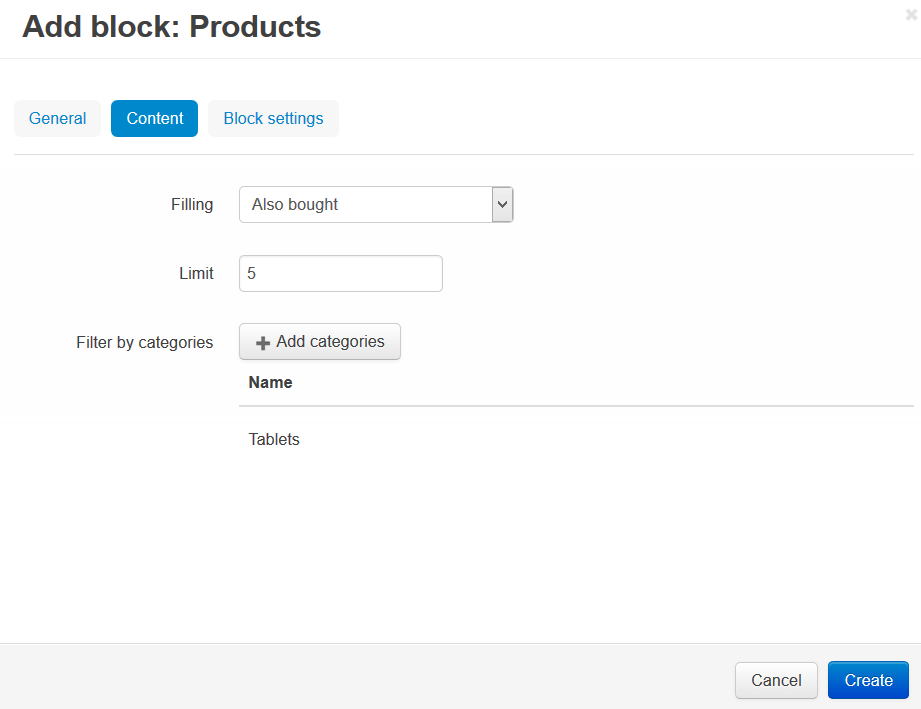 Add block: Products
General Content Block settings
Filling Also bought
Limit 5
Filter by categories Add categories
Name
Tablets
Cancel Create